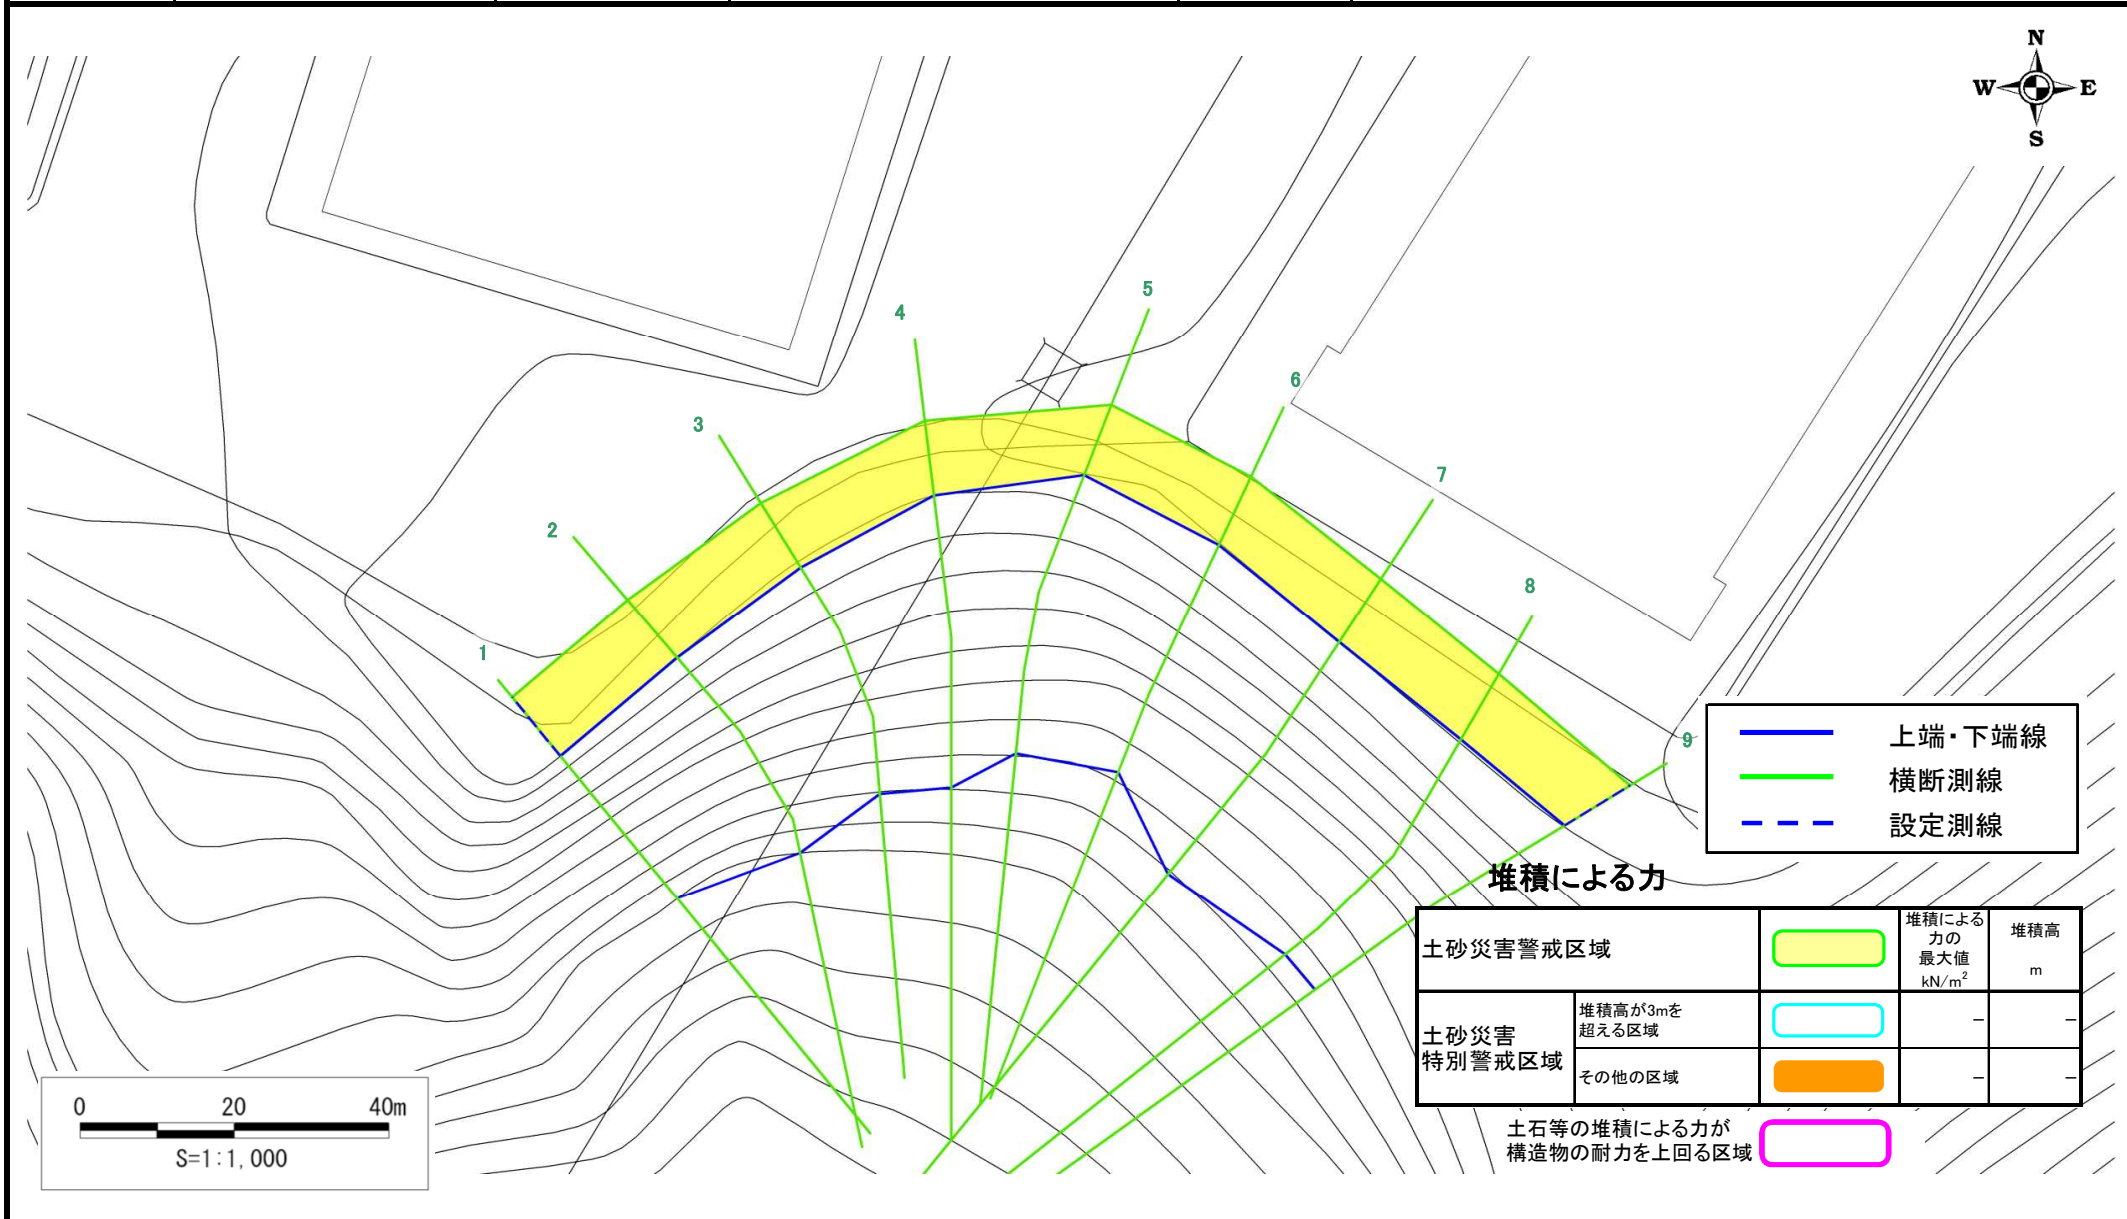 N
W E
S
5
4
6
3
7
2
8
1
9
上端・下端線
横断測線
設定測線
堆積による力
土砂災害警戒区域
堆積による
力の
最大値
kN/m²
堆積高
m
土砂災害
特別警戒区域
堆積高が3mを
超える区域
－ －
その他の区域
－ －
土石等の堆積による力が
構造物の耐力を上回る区域
0 20 40m
S=1:1,000